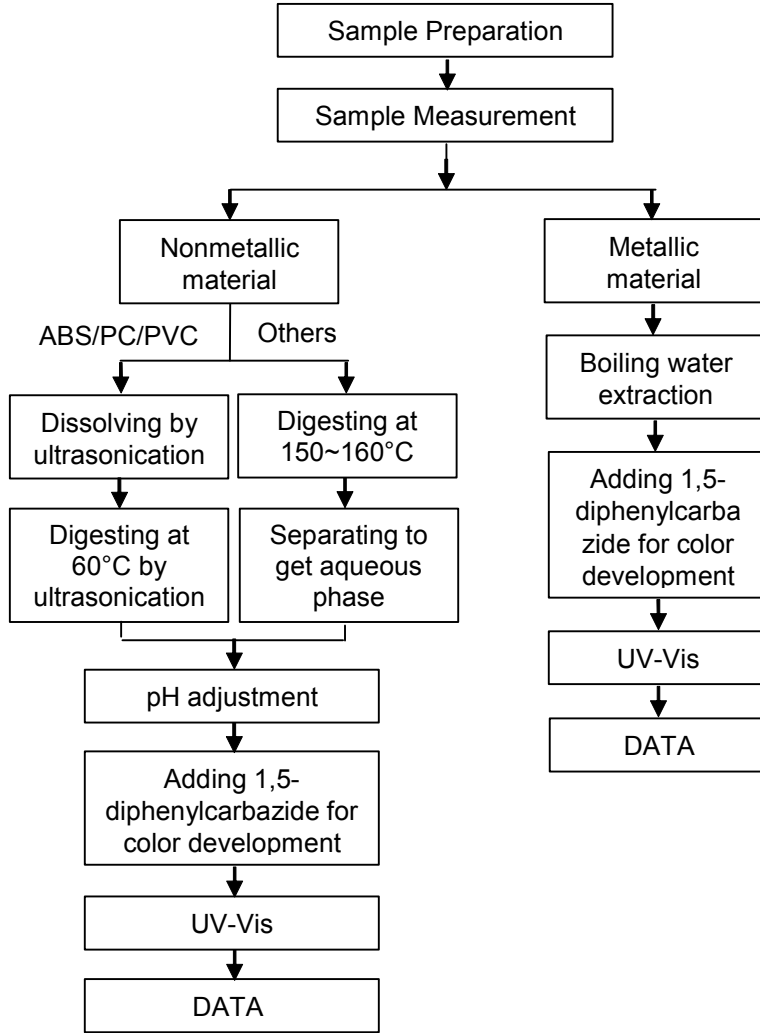 Sample Preparation
Sample Measurement
Nonmetallic
material
Metallic
material
ABS/PC/PVC
Others
Dissolving by
ultrasonication
Digesting at
150~160°C
Boiling water
extraction
Digesting at
60°C by
ultrasonication
Separating to
get aqueous
phase
Adding 1,5-
diphenylcarba
zide for color
development
pH adjustment
UV-Vis
DATA
Adding 1,5-
diphenylcarbazide for
color development
UV-Vis
DATA